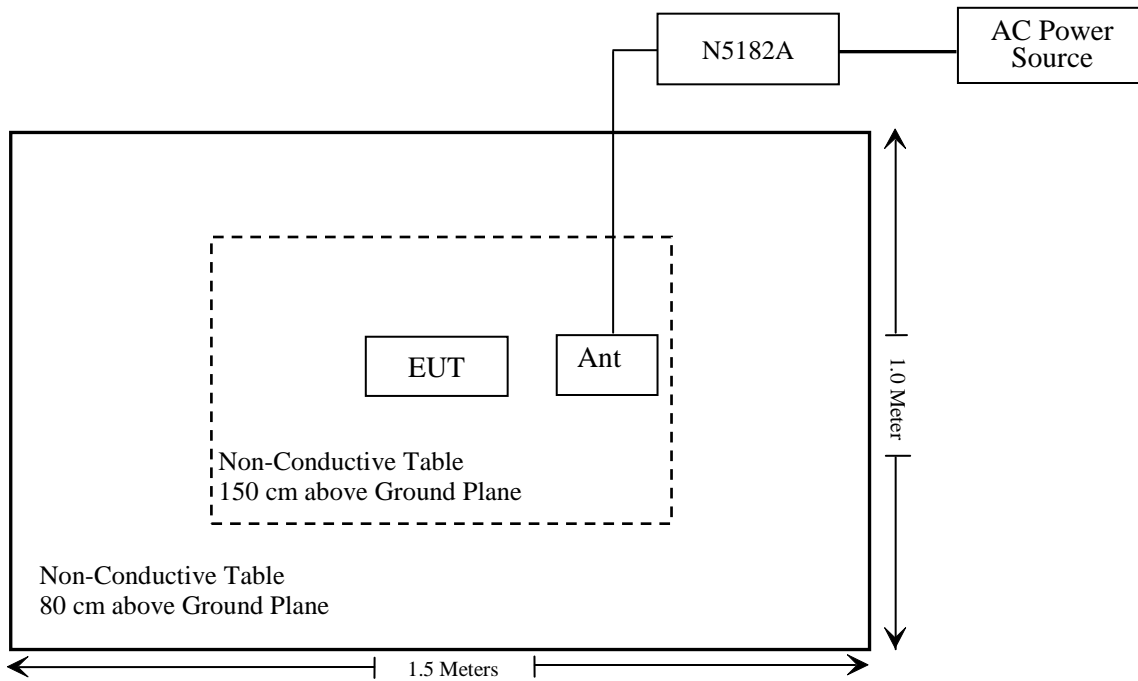 N5182A
AC Power
Source
EUT
Ant
1.0 Meter
Non-Conductive Table
150 cm above Ground Plane
Non-Conductive Table
80 cm above Ground Plane
1.5 Meters